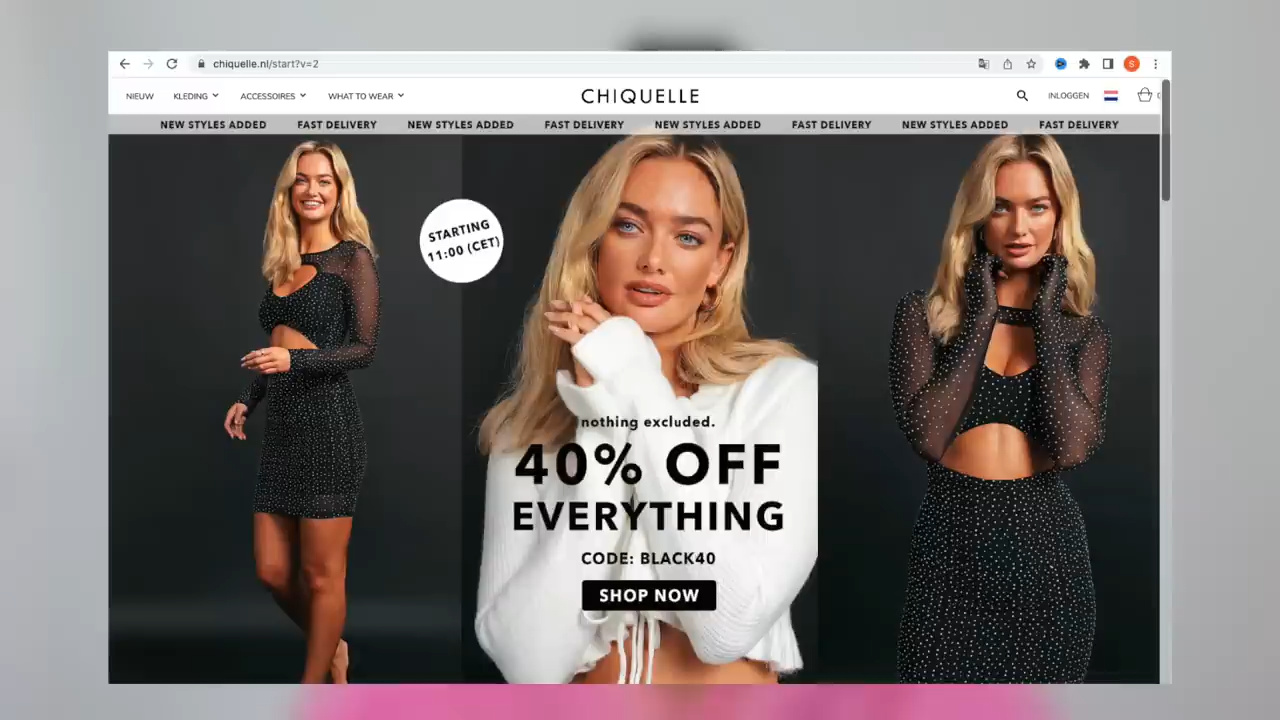 chiquelle.nl/start?v=2
S
NIEUW KLEDING ACCESSOIRES WHAT TO WEAR CHIQUELLE INLOGGEN
NEW STYLES ADDED FAST DELIVERY NEW STYLES ADDED FAST DELIVERY NEW STYLES ADDED FAST DELIVERY NEW STYLES ADDED FAST DELIVERY
STARTING
11:00 (CET)
nothing excluded.
40% OFF
EVERYTHING
CODE: BLACK40
SHOP NOW